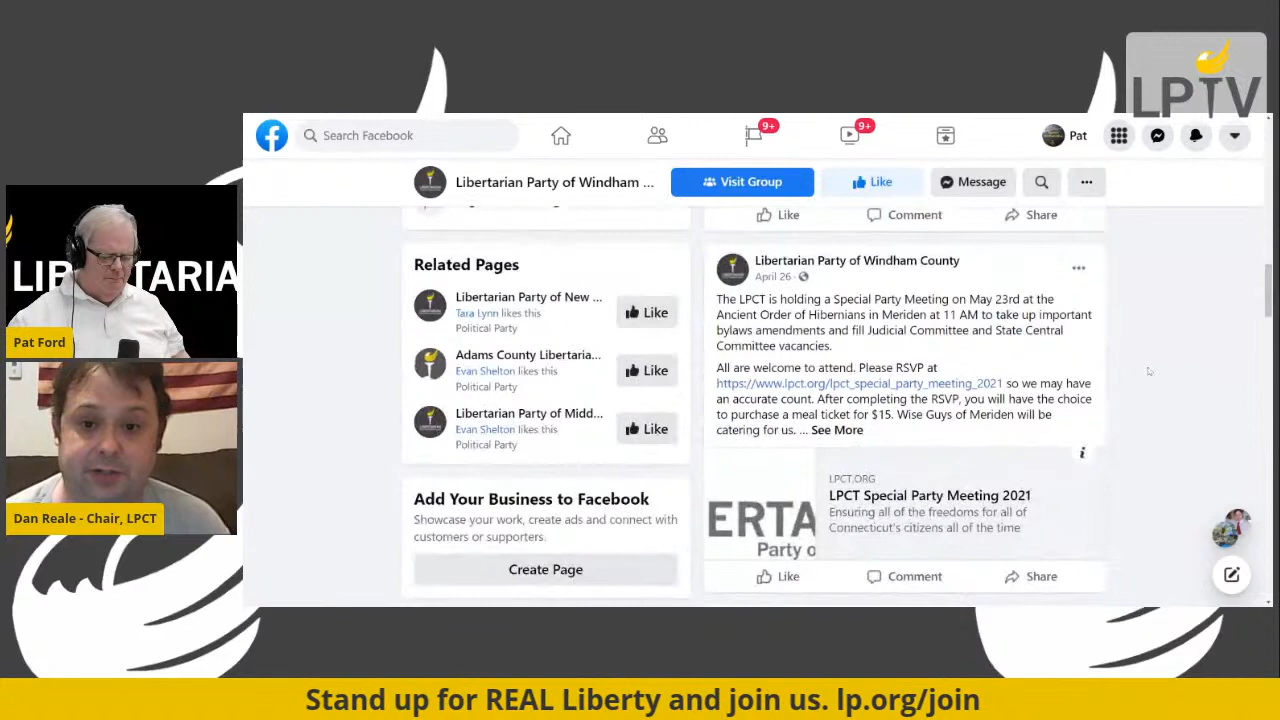 LPTV
Search Facebook
9+
9+
Pat
Libertarian Party of Windham ...
Visit Group
Like
Message
Like
Comment
Share
Related Pages
Libertarian Party of New ...
Tara Lynn likes this
Political Party
Like
Adams County Libertaria...
Evan Shelton likes this
Political Party
Like
Libertarian Party of Midd...
Evan Shelton likes this
Political Party
Like
Add Your Business to Facebook
Showcase your work, create ads and connect with
customers or supporters.
Create Page
Libertarian Party of Windham County
April 26 ·
The LPCT is holding a Special Party Meeting on May 23rd at the
Ancient Order of Hibernians in Meriden at 11 AM to take up important
bylaws amendments and fill Judicial Committee and State Central
Committee vacancies.
All are welcome to attend. Please RSVP at
https://www.lpct.org/lpct_special_party_meeting_2021 so we may have
an accurate count. After completing the RSVP, you will have the choice
to purchase a meal ticket for $15. Wise Guys of Meriden will be
catering for us. ... See More
ERTA
Party o
LPCT.ORG
LPCT Special Party Meeting 2021
Ensuring all of the freedoms for all of
Connecticut's citizens all of the time
Like
Comment
Share
LIB TARIA
Pat Ford
Dan Reale - Chair, LPCT
Stand up for REAL Liberty and join us. lp.org/join